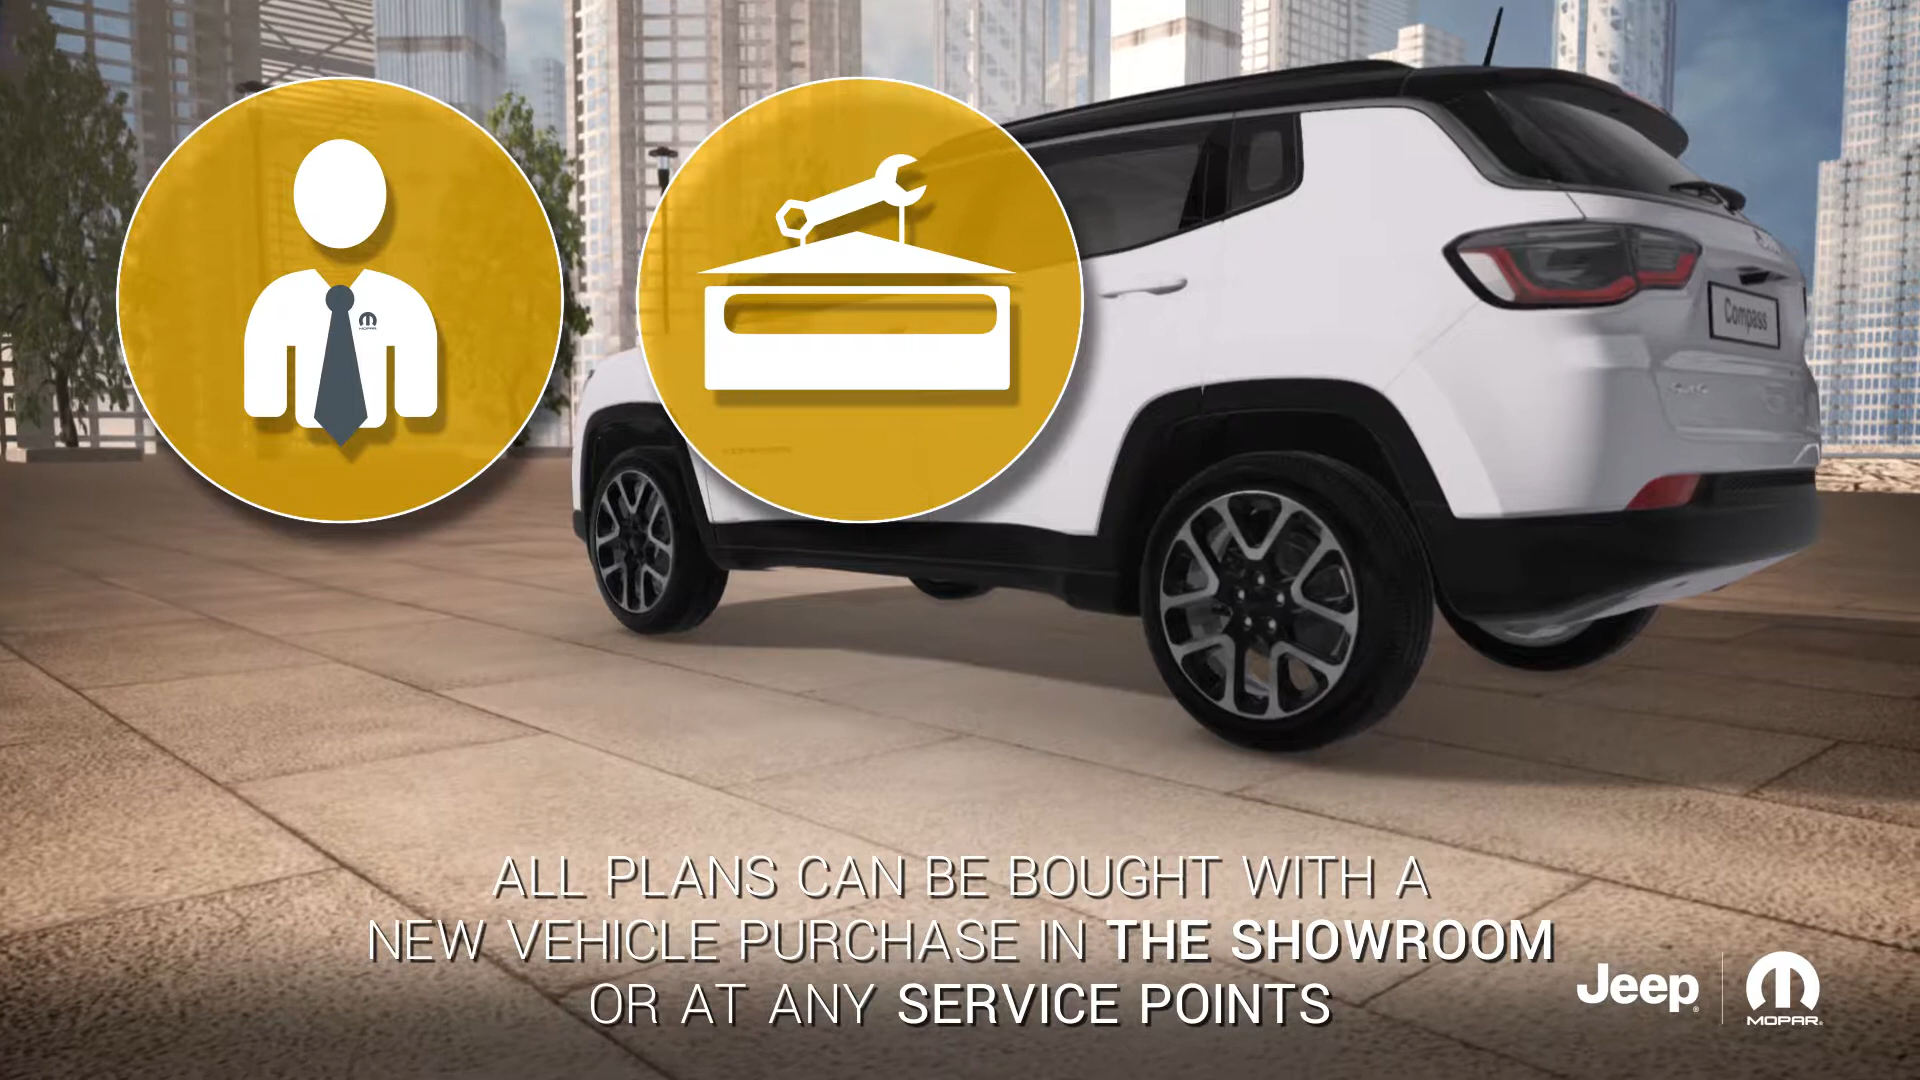 MOPAR
Compass
ALL PLANS CAN BE BOUGHT WITH A
NEW VEHICLE PURCHASE IN THE SHOWROOM
OR AT ANY SERVICE POINTS
Jeep
MOPAR